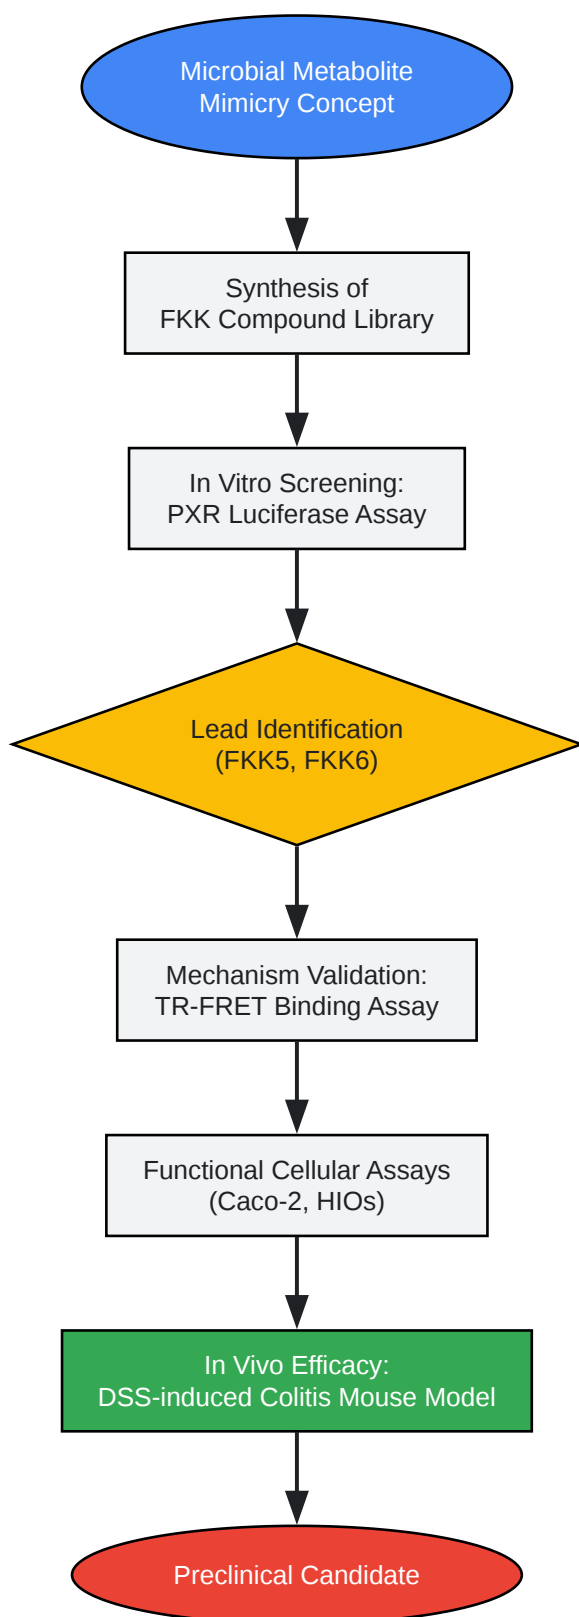 Microbial Metabolite
Mimicry Concept
Synthesis of
FKK Compound Library
In Vitro Screening:
PXR Luciferase Assay
Lead Identification
(FKK5, FKK6)
Mechanism Validation:
TR-FRET Binding Assay
Functional Cellular Assays
(Caco-2, HIOs)
In Vivo Efficacy:
DSS-induced Colitis Mouse Model
Preclinical Candidate